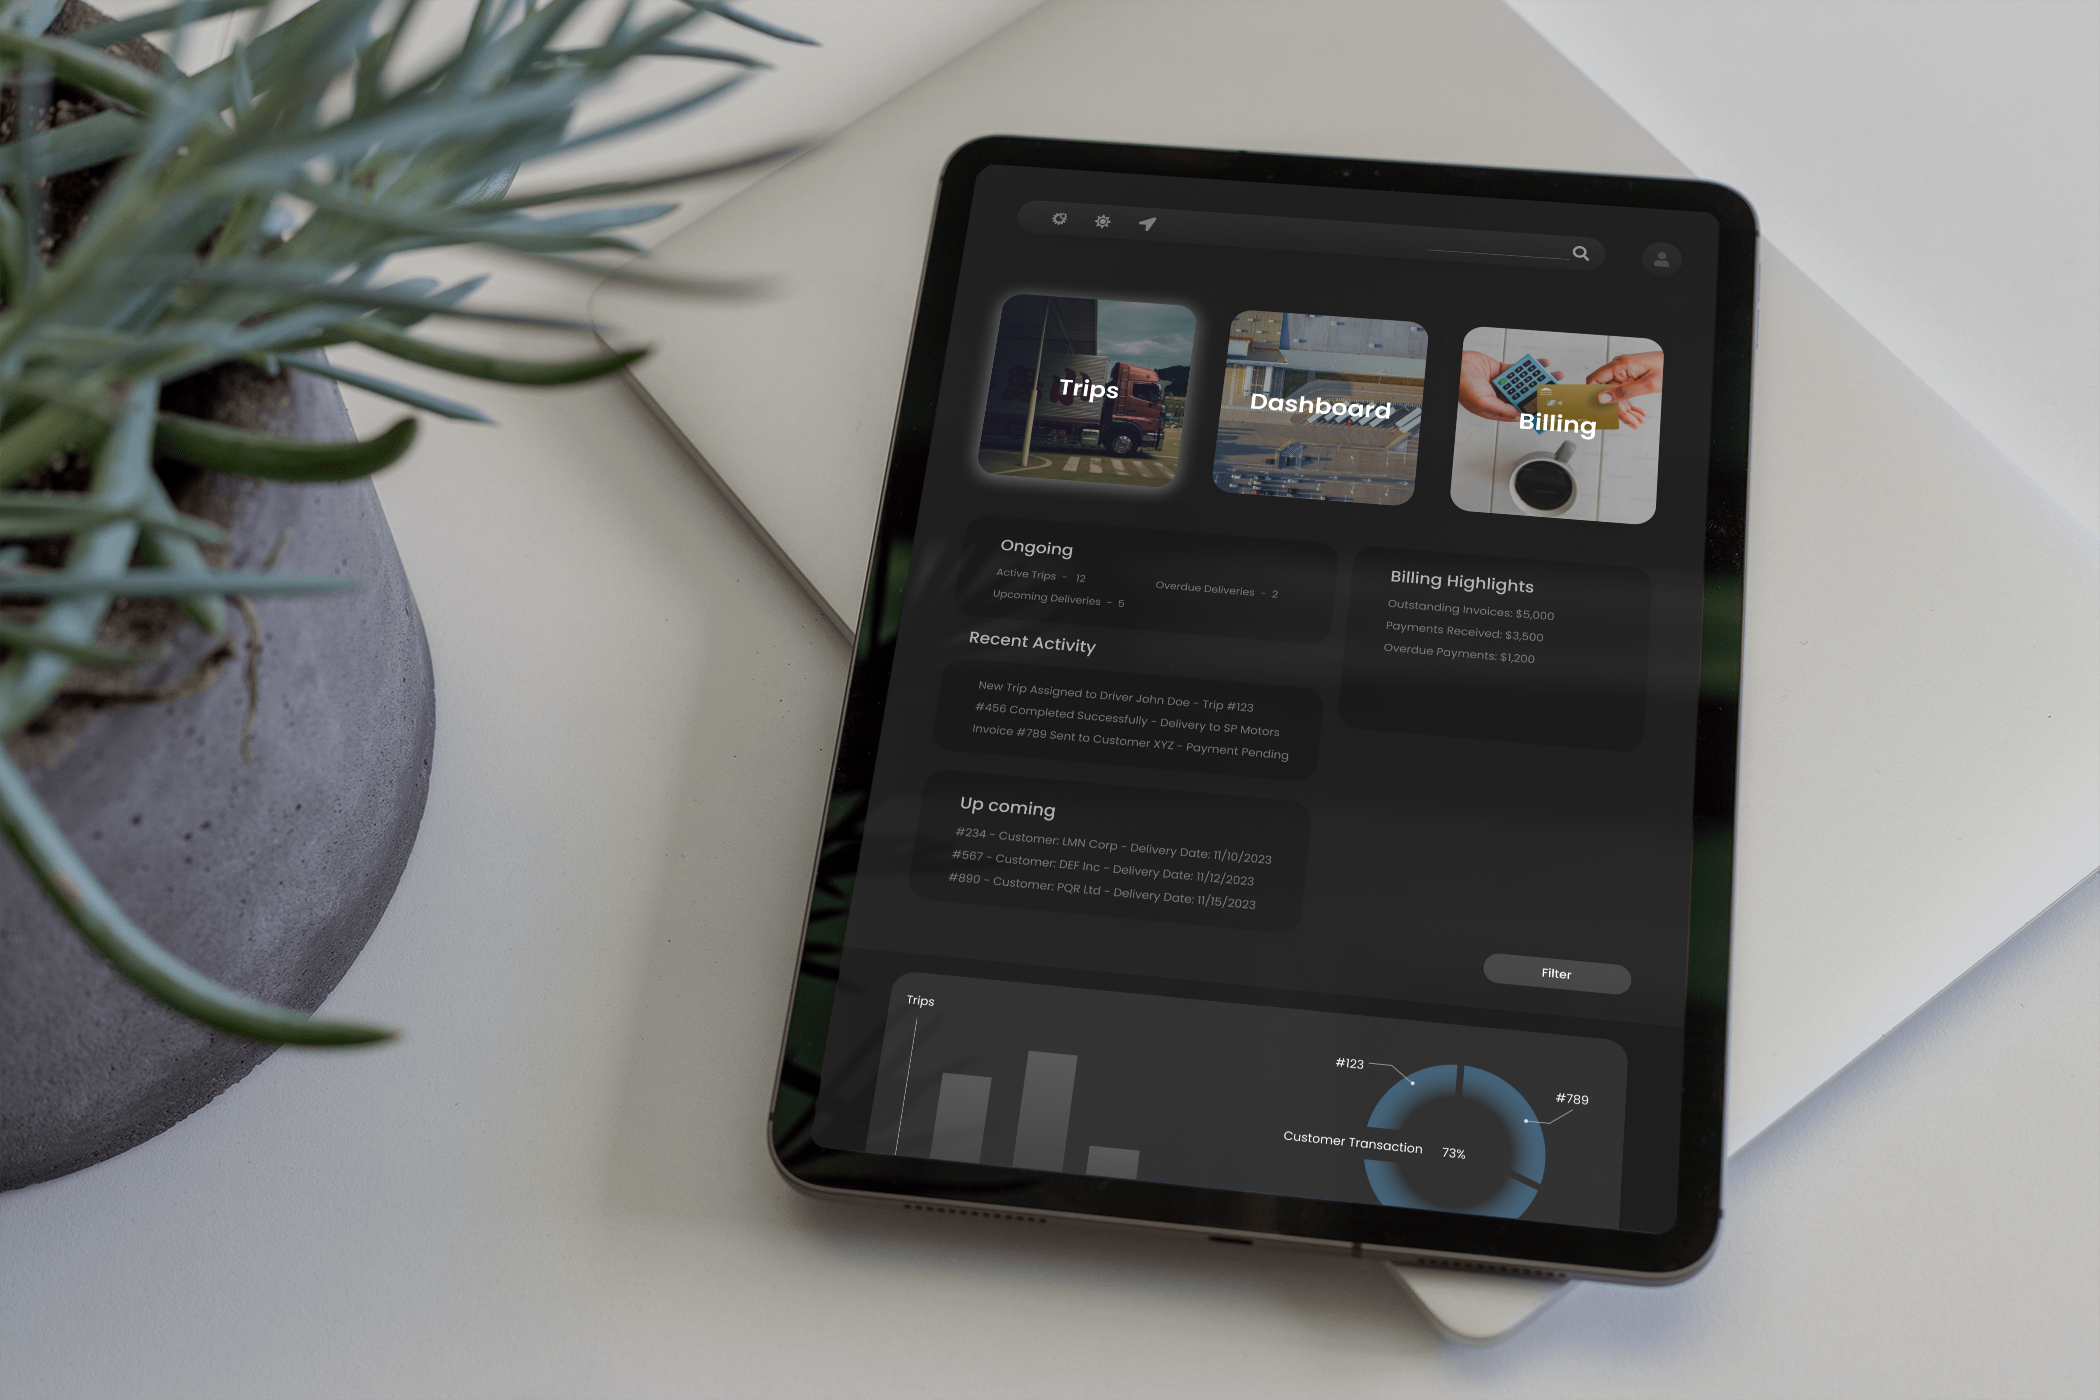 Trips
Dashboard
Billing
Ongoing
Active Trips - 12
Overdue Deliveries - 2
Upcoming Deliveries - 5
Billing Highlights
Outstanding Invoices: $5,000
Payments Received: $3,500
Overdue Payments: $1,200
Recent Activity
New Trip Assigned to Driver John Doe - Trip #123
#456 Completed Successfully - Delivery to SP Motors
Invoice #789 Sent to Customer XYZ - Payment Pending
Up coming
#234 - Customer: LMN Corp - Delivery Date: 11/10/2023
#567 - Customer: DEF Inc - Delivery Date: 11/12/2023
#890 - Customer: PQR Ltd - Delivery Date: 11/15/2023
Filter
Trips
#123
#789
Customer Transaction 73%